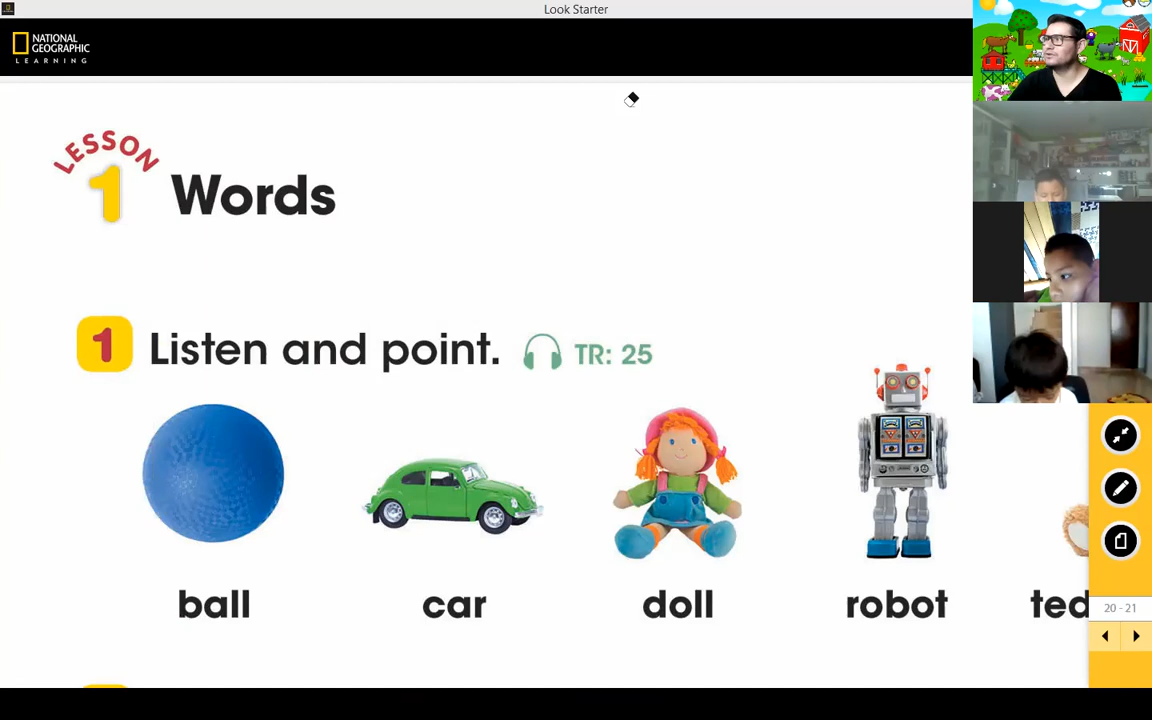 Look Starter
NATIONAL
GEOGRAPHIC
LEARNING
LESSON
1 Words
1 Listen and point. TR: 25
ball car doll robot ted
20 - 21